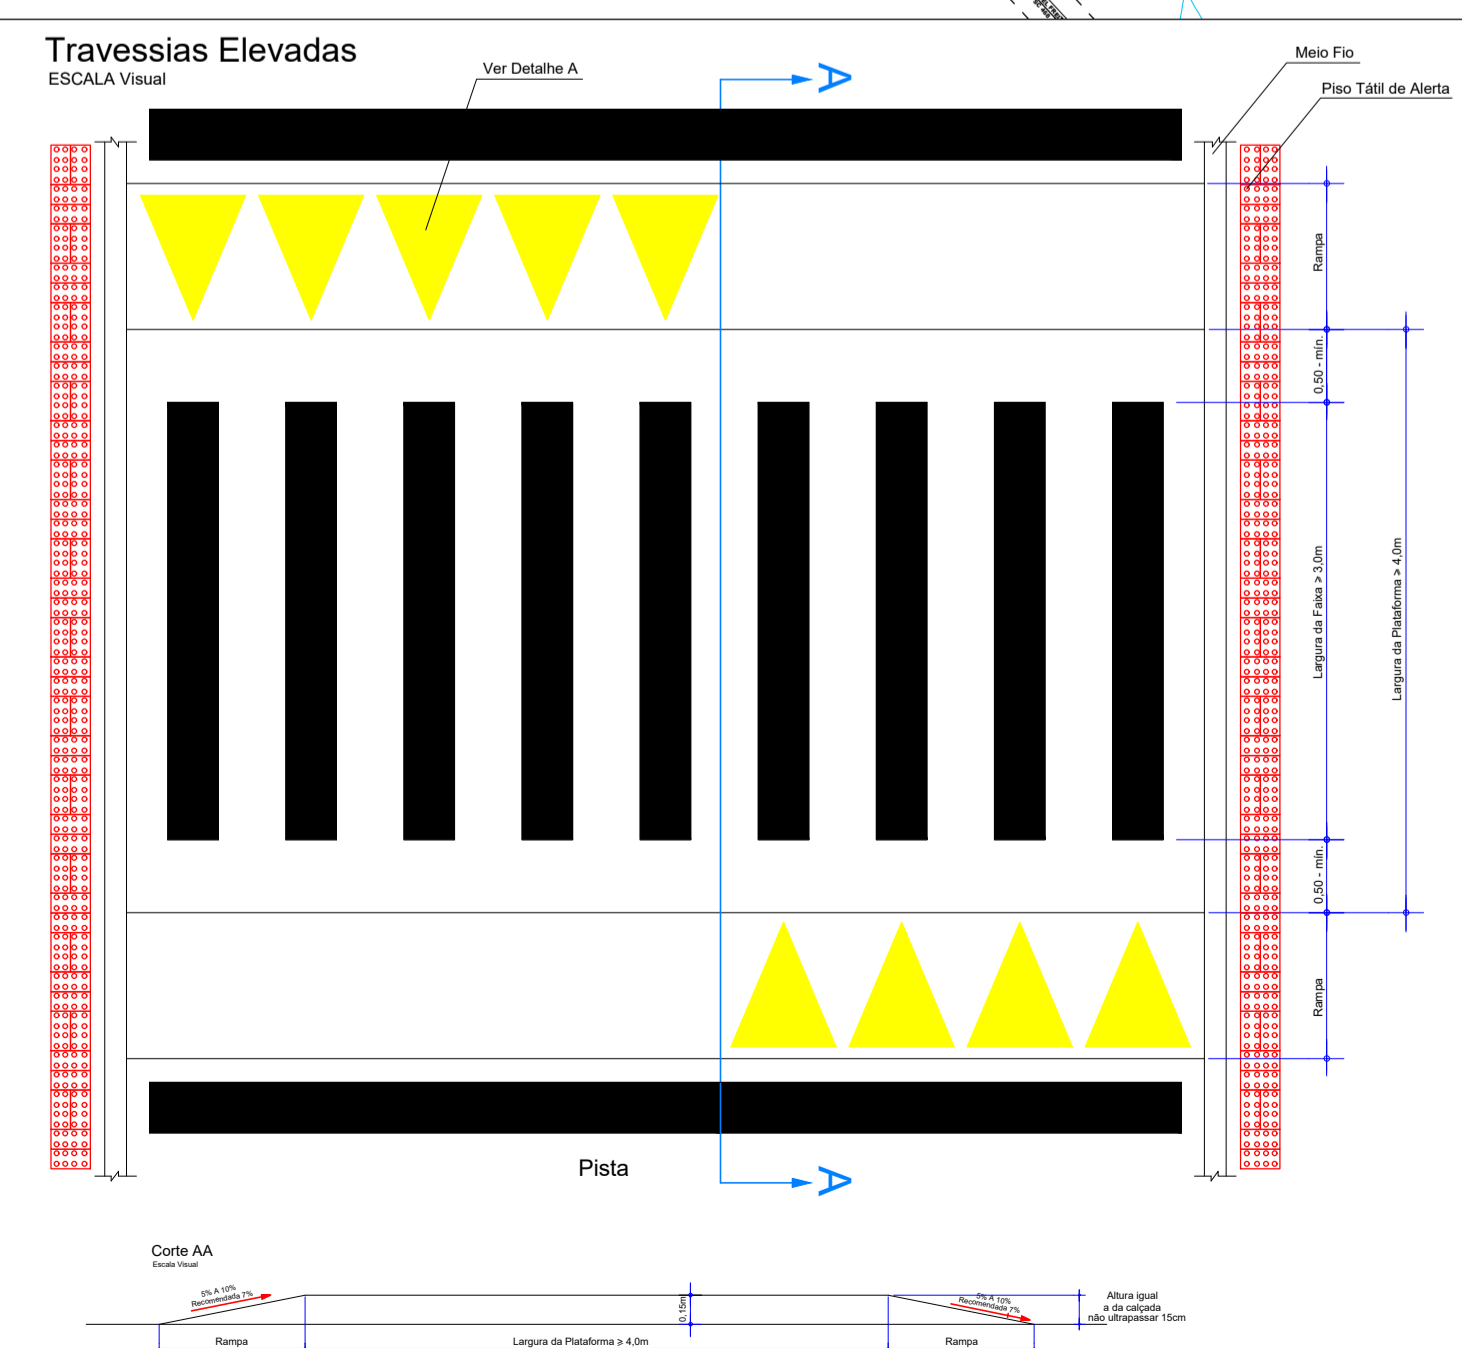 Travessias Elevadas
ESCALA Visual
Ver Detalhe A
A
Meio Fio
Piso Tátil de Alerta
Rampa
0,50 - mín.
Largura da Faixa ⩾ 3,0m
Largura da Plataforma ⩾ 4,0m
0,50 - mín.
Rampa
Pista
A
Corte AA
Escala Visual
5% A 10%
Recomendada 7%
0,15m
5% A 10%
Recomendada 7%
Altura igual
a da calçada
não ultrapassar 15cm
Rampa
Largura da Plataforma ⩾ 4,0m
Rampa